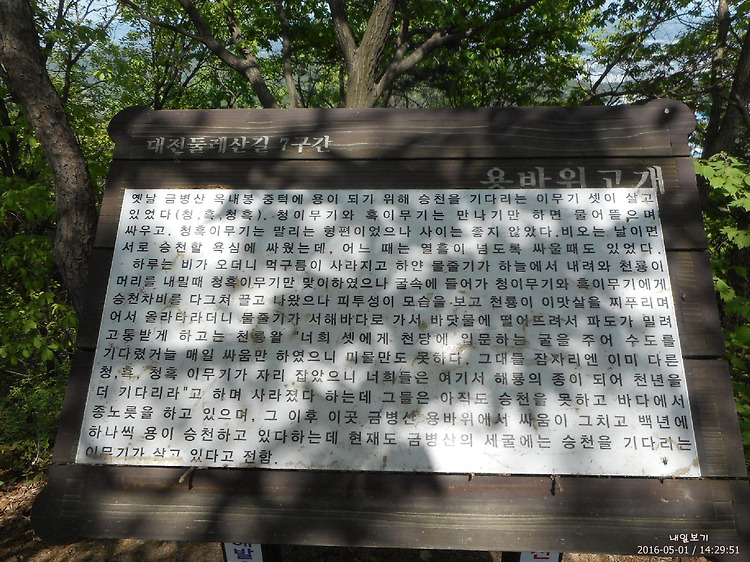 대전둘레산길 7구간
용바위고개
옛날 금병산 옥내봉 중턱에 용이 되기 위해 승천을 기다리는 이무기 셋이 살고
있었다(청,흑,청흑). 청이무기와 흑이무기는 만나기만 하면 물어뜯으며
싸우고, 청흑이무기는 말리는 형편이었으나 사이는 좋지 않았다.비오는 날이면
서로 승천할 욕심에 싸웠는데, 어느 때는 열흘이 넘도록 싸울때도 있었다.
하루는 비가 오더니 먹구름이 사라지고 하얀 물줄기가 하늘에서 내려와 천룡이
머리를 내밀때 청흑이무기만 맞이하였으나 굴속에 들어가 청이무기와 흑이무기에게
승천차비를 다그쳐 끌고 나왔으나 피투성이 모습을 보고 천룡이 이맛살을 찌푸리며
어서 올라타라더니 물줄기가 서해바다로 가서 바닷물에 떨어뜨려서 파도가 밀려
고통받게 하고는 천룡왈 "너희 셋에게 천당에 입문하는 굴을 주어 수도를
기다렸거늘 매일 싸움만 하였으니 미물만도 못하다. 그대들 잠자리엔 이미 다른
청,흑, 청흑 이무기가 자리 잡았으니 너희들은 여기서 해룡의 종이 되어 천년을
더 기다리라"고 하며 사라졌다 하는데 그들은 아직도 승천을 못하고 바다에서
종노릇을 하고 있으며, 그 이후 이곳 금병산 용바위에서 싸움이 그치고 백년에
하나씩 용이 승천하고 있다하는데 현재도 금병산의 세굴에는 승천을 기다리는
이무기가 살고 있다고 전함.
내일보기
2016-05-01 / 14:29:51